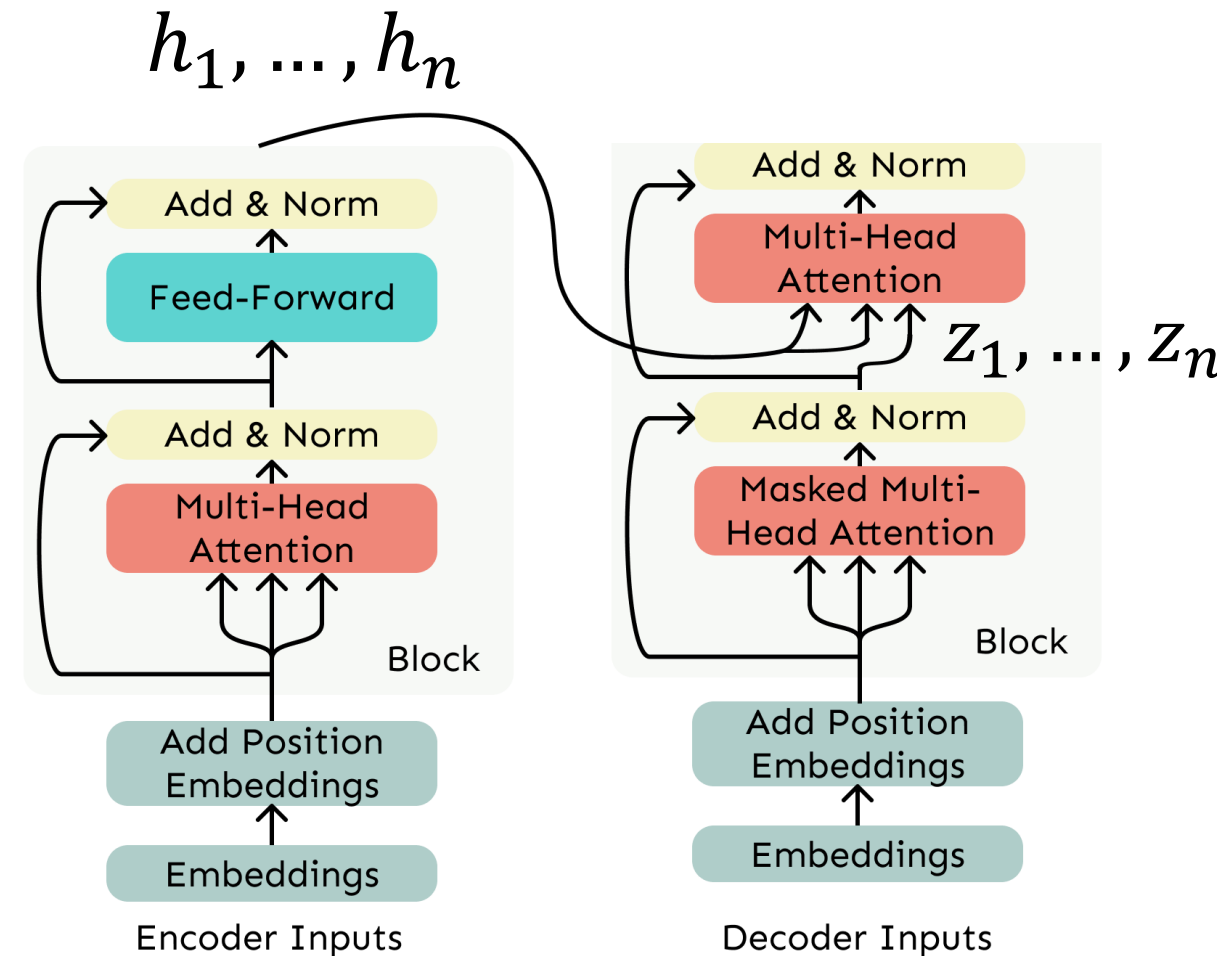 h₁, … , hₙ
Add & Norm
Feed-Forward
Add & Norm
Multi-Head
Attention
Block
Add Position
Embeddings
Embeddings
Encoder Inputs
Add & Norm
Multi-Head
Attention
z₁, … , zₙ
Add & Norm
Masked Multi-
Head Attention
Block
Add Position
Embeddings
Embeddings
Decoder Inputs